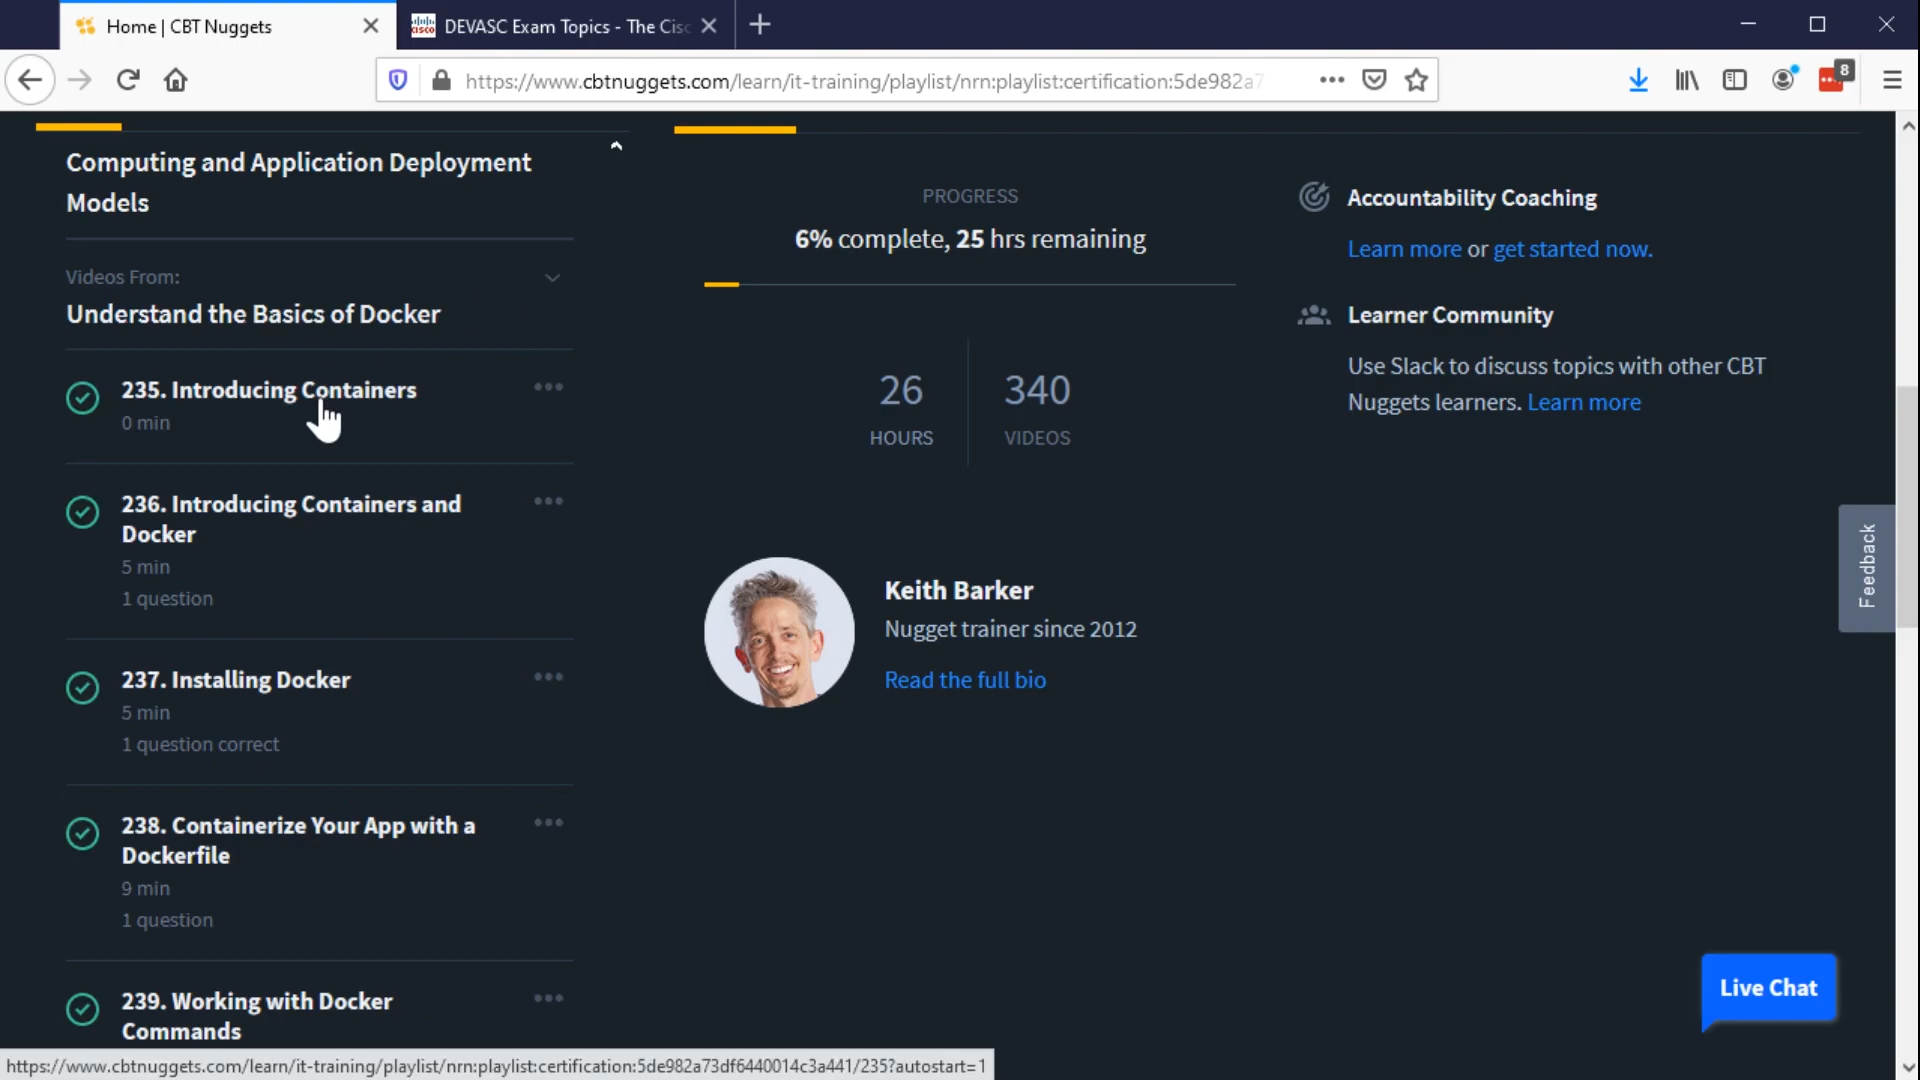 Home | CBT Nuggets
DEVASC Exam Topics - The Cisc
https://www.cbtnuggets.com/learn/it-training/playlist/nrn:playlist:certification:5de982a7
8
Computing and Application Deployment
Models
Videos From:
Understand the Basics of Docker
235. Introducing Containers
0 min
236. Introducing Containers and
Docker
5 min
1 question
237. Installing Docker
5 min
1 question correct
238. Containerize Your App with a
Dockerfile
9 min
1 question
239. Working with Docker
Commands
PROGRESS
6% complete, 25 hrs remaining
26
HOURS
340
VIDEOS
Keith Barker
Nugget trainer since 2012
Read the full bio
Accountability Coaching
Learn more or get started now.
Learner Community
Use Slack to discuss topics with other CBT
Nuggets learners. Learn more
Feedback
Live Chat
https://www.cbtnuggets.com/learn/it-training/playlist/nrn:playlist:certification:5de982a73df6440014c3a441/235?autostart=1